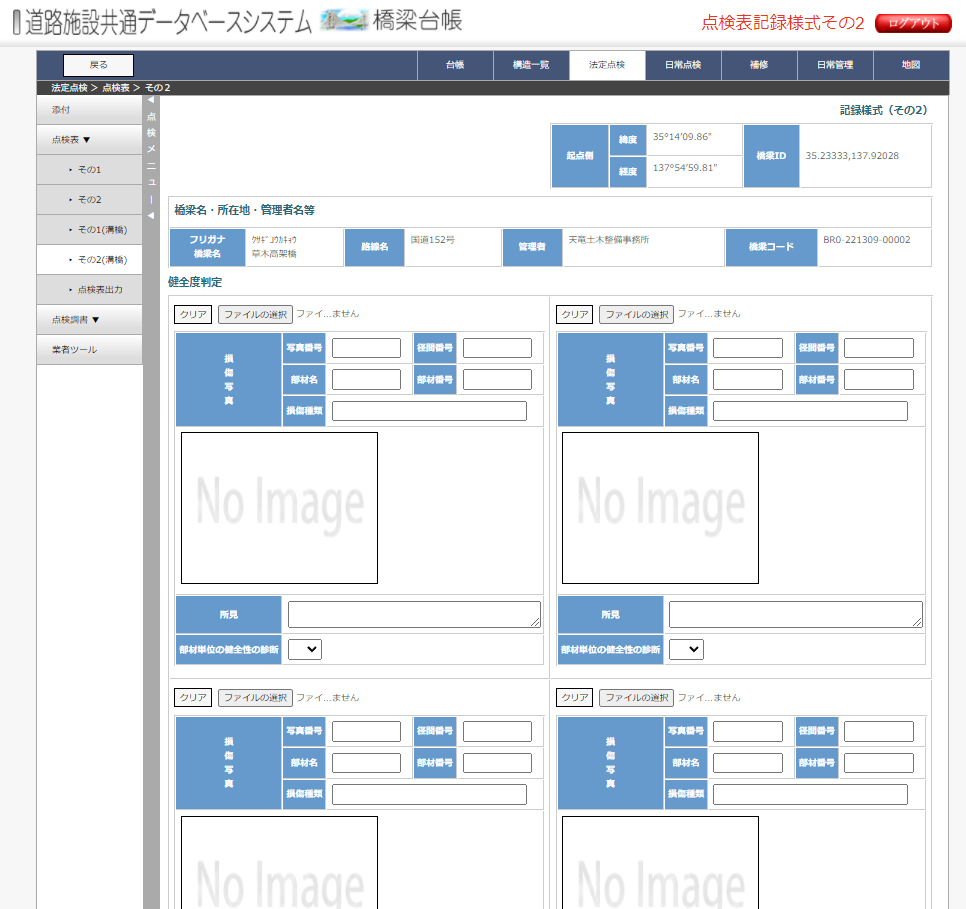 道路施設共通データベースシステム 橋梁台帳
点検表記録様式その2 ログアウト
戻る 台帳 構造一覧 法定点検 日常点検 補修 日常管理 地図
法定点検 > 点検表 > その2
添付
点検表 ▼
・ その1
・ その2
・ その1(溝橋)
・ その2(溝橋)
・ 点検表出力
点検調書 ▼
業者ツール
◀点検メニュー◀
記録様式（その2）
起点側 緯度 35°14′09.86″ 橋梁ID 35.23333,137.92028
経度 137°54′59.81″
橋梁名・所在地・管理者名等
フリガナ
橋梁名
ｸｻｷﾞｺｳｶｷｮｳ
草木高架橋
路線名 国道152号 管理者 天竜土木整備事務所 橋梁コード BR0-221309-00002
健全度判定
クリア ファイルの選択 ファイ...ません
損傷写真
写真番号 径間番号
部材名 部材番号
損傷種類
No Image
所見
部材単位の健全性の診断
クリア ファイルの選択 ファイ...ません
損傷写真
写真番号 径間番号
部材名 部材番号
損傷種類
No Image
所見
部材単位の健全性の診断
クリア ファイルの選択 ファイ...ません
損傷写真
写真番号 径間番号
部材名 部材番号
損傷種類
No Image
クリア ファイルの選択 ファイ...ません
損傷写真
写真番号 径間番号
部材名 部材番号
損傷種類
No Image